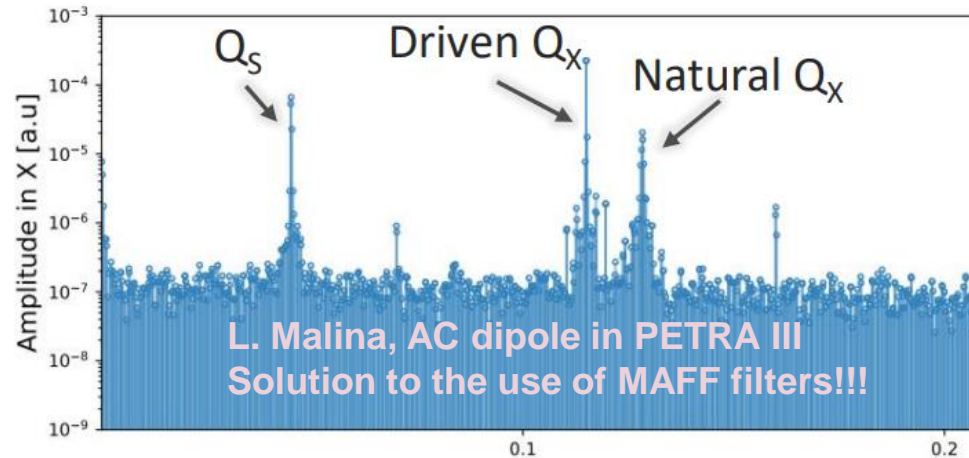 10⁻³
Q_S
Driven Q_X
Natural Q_X
10⁻⁴
10⁻⁵
10⁻⁶
10⁻⁷
10⁻⁸
10⁻⁹
Amplitude in X [a.u]
L. Malina, AC dipole in PETRA III
Solution to the use of MAFF filters!!!
0.1
0.2